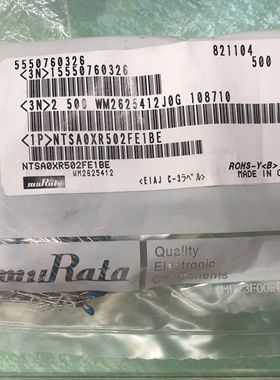 821104
5550760326 500
<3N>15550760326
<3N>2 500 WM2625412J0G 108710
<1P>NTSA0XR502FE1BE
NTSA0XR502FE1BE
muRata WM2625412
<EIAJ C-3ラベル>
ROHS-Y<B>
MADE IN
muRata
Quality
Electronic
Components